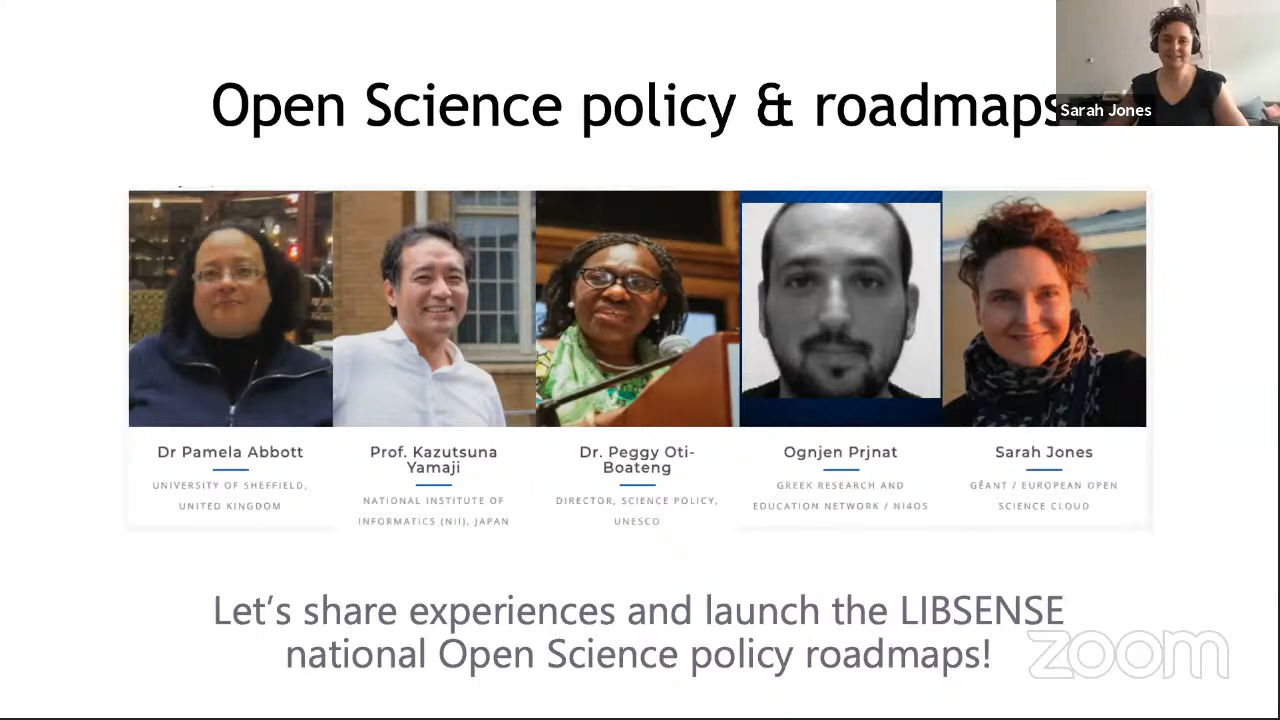 Open Science policy & roadmaps
Sarah Jones
Dr Pamela Abbott
UNIVERSITY OF SHEFFIELD,
UNITED KINGDOM
Prof. Kazutsuna
Yamaji
NATIONAL INSTITUTE OF
INFORMATICS (NII), JAPAN
Dr. Peggy Oti-
Boateng
DIRECTOR, SCIENCE POLICY,
UNESCO
Ognjen Prjnat
GREEK RESEARCH AND
EDUCATION NETWORK / NI4OS
Sarah Jones
GÉANT / EUROPEAN OPEN
SCIENCE CLOUD
Let's share experiences and launch the LIBSENSE
national Open Science policy roadmaps!
zoom